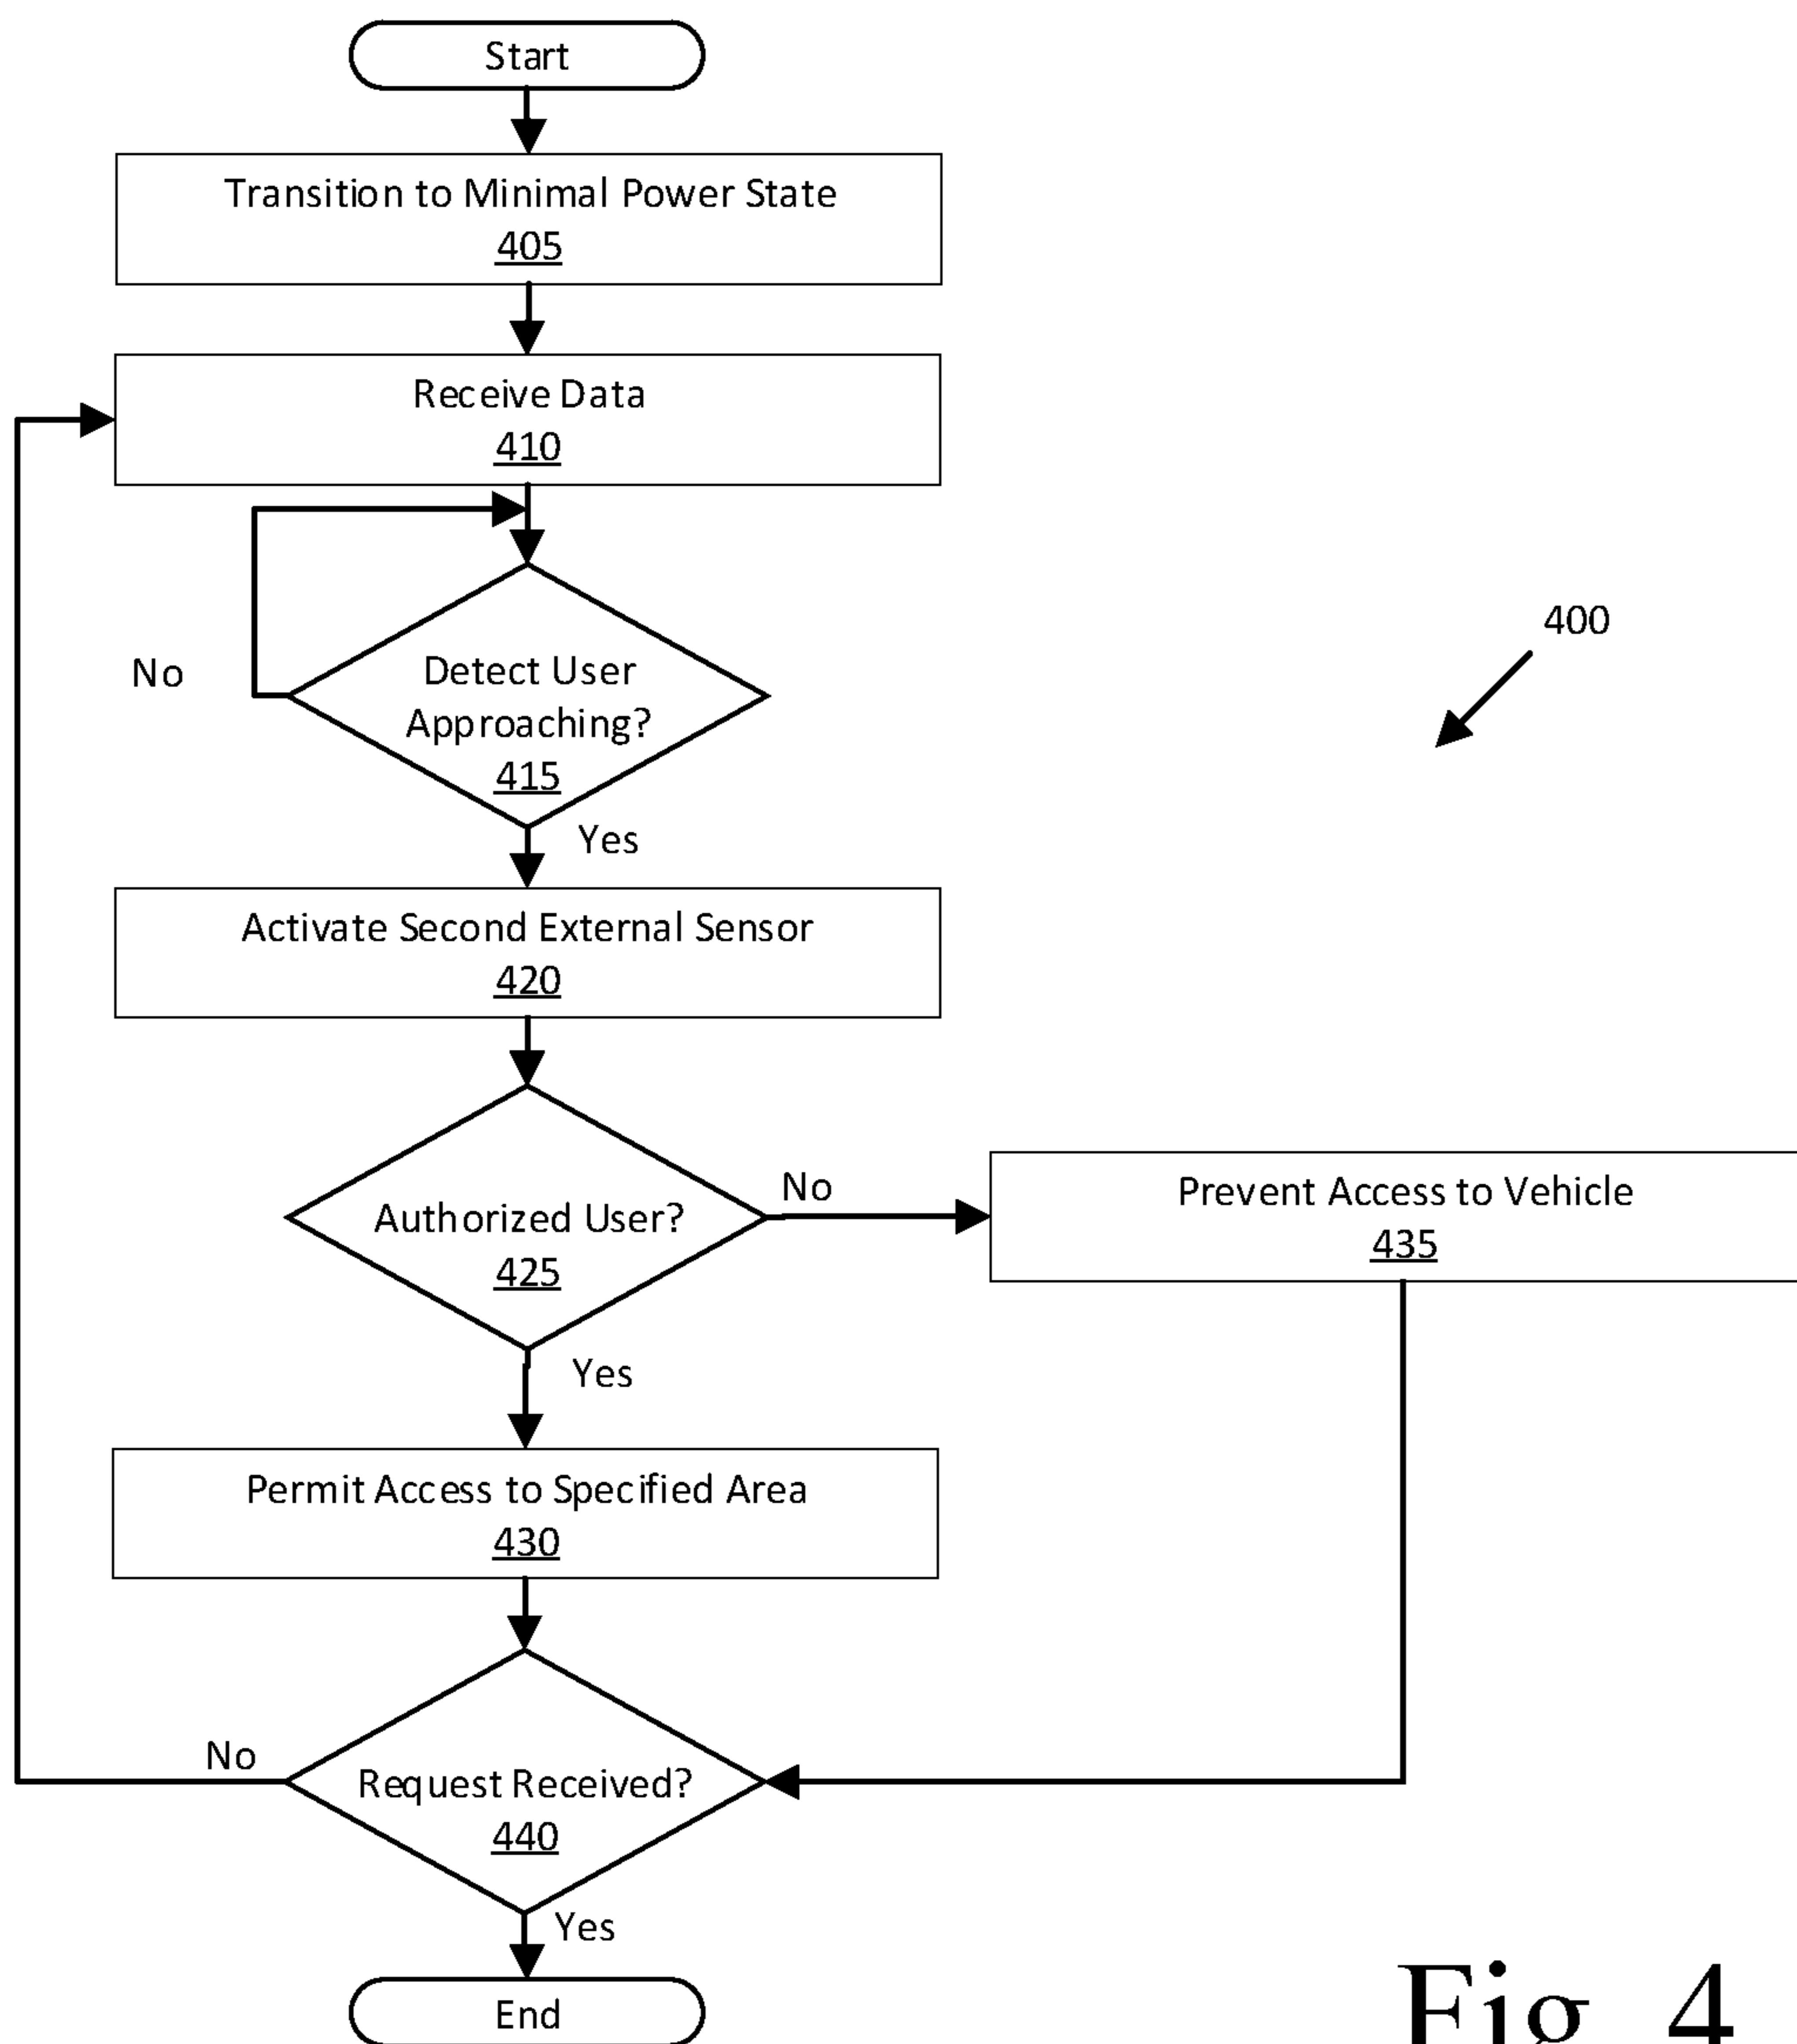 Start
Transition to Minimal Power State
405
Receive Data
410
No
Detect User
Approaching?
415
400
Yes
Activate Second External Sensor
420
Authorized User?
425
No
Prevent Access to Vehicle
435
Yes
Permit Access to Specified Area
430
No
Request Received?
440
Yes
End
Fig. 4